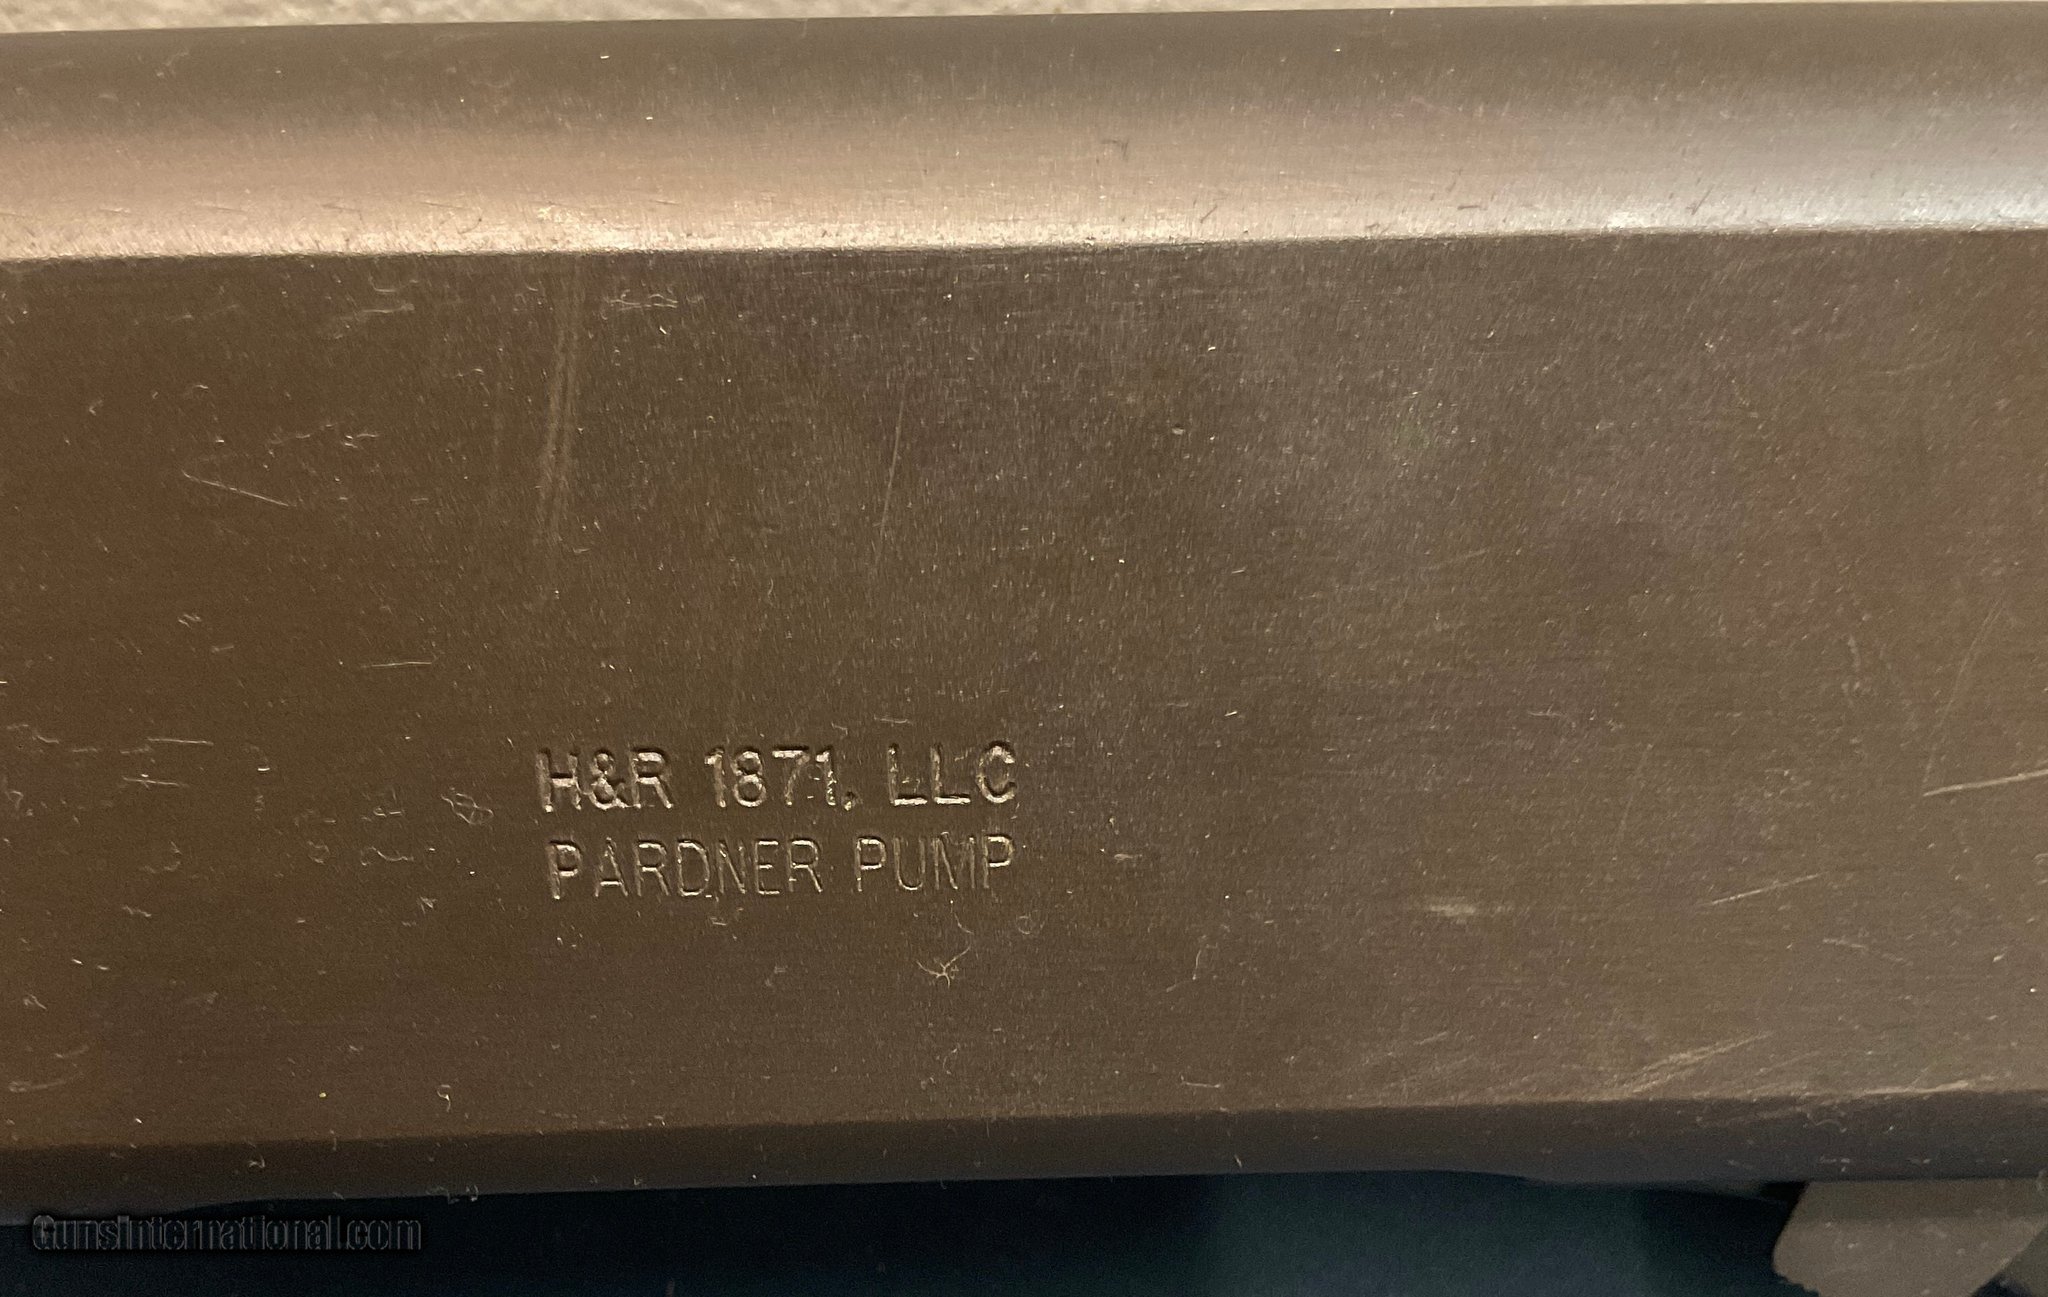 H&R 1871, LLC
PARDNER PUMP
GunsInternational.com